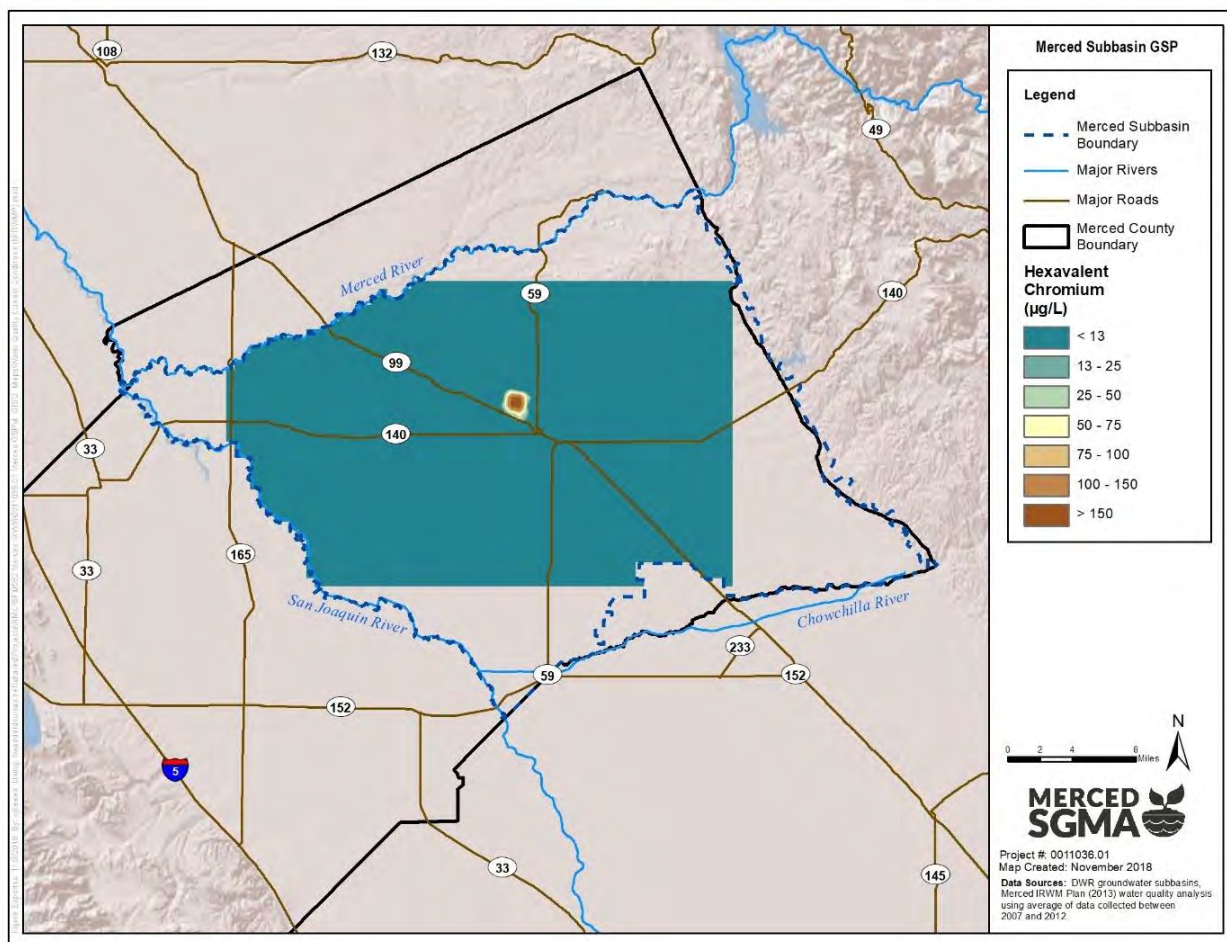 108
132
49
Merced River
59
140
99
140
33
165
33
San Joaquin River
Chowchilla River
233
59
152
152
5
33
145
Merced Subbasin GSP
Legend
Merced Subbasin
Boundary
Major Rivers
Major Roads
Merced County
Boundary
Hexavalent
Chromium
(µg/L)
< 13
13 - 25
25 - 50
50 - 75
75 - 100
100 - 150
> 150
N
0 2 4 8
Miles
MERCED
SGMA
Project #: 0011036.01
Map Created: November 2018
Data Sources: DWR groundwater subbasins,
Merced IRWM Plan (2013) water quality analysis
using average of data collected between
2007 and 2012.